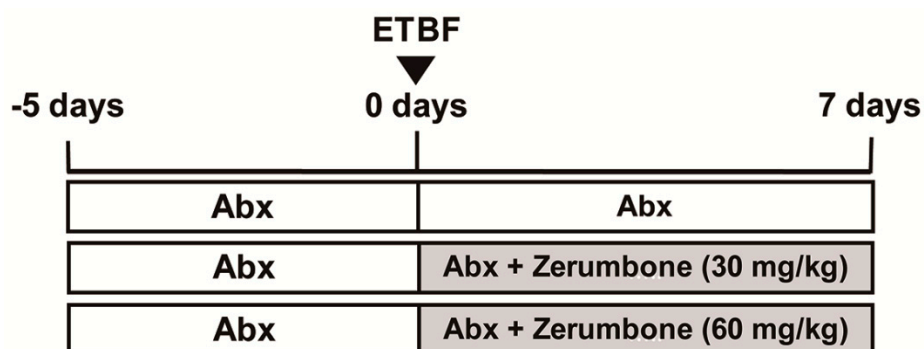 ETBF
-5 days 0 days 7 days
Abx Abx
Abx Abx + Zerumbone (30 mg/kg)
Abx Abx + Zerumbone (60 mg/kg)